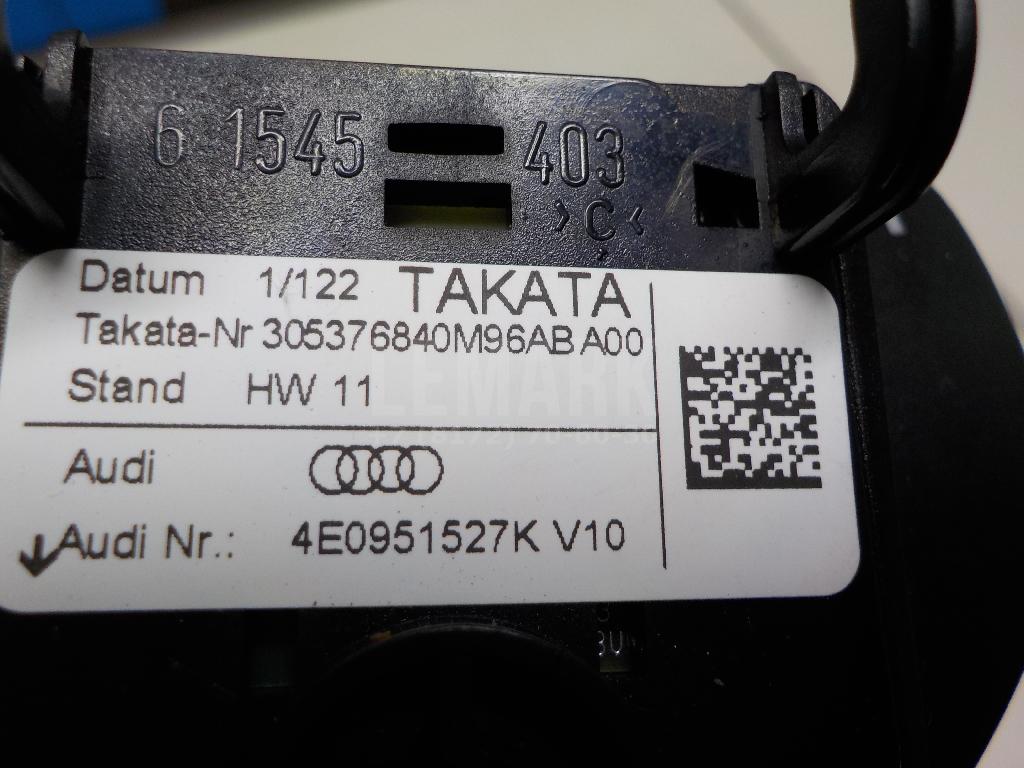 6 1545 403
>C<
Datum 1/122 TAKATA
Takata-Nr 305376840M96AB A00
Stand HW 11
LEMARK
Audi
Audi Nr.: 4E0951527K V10